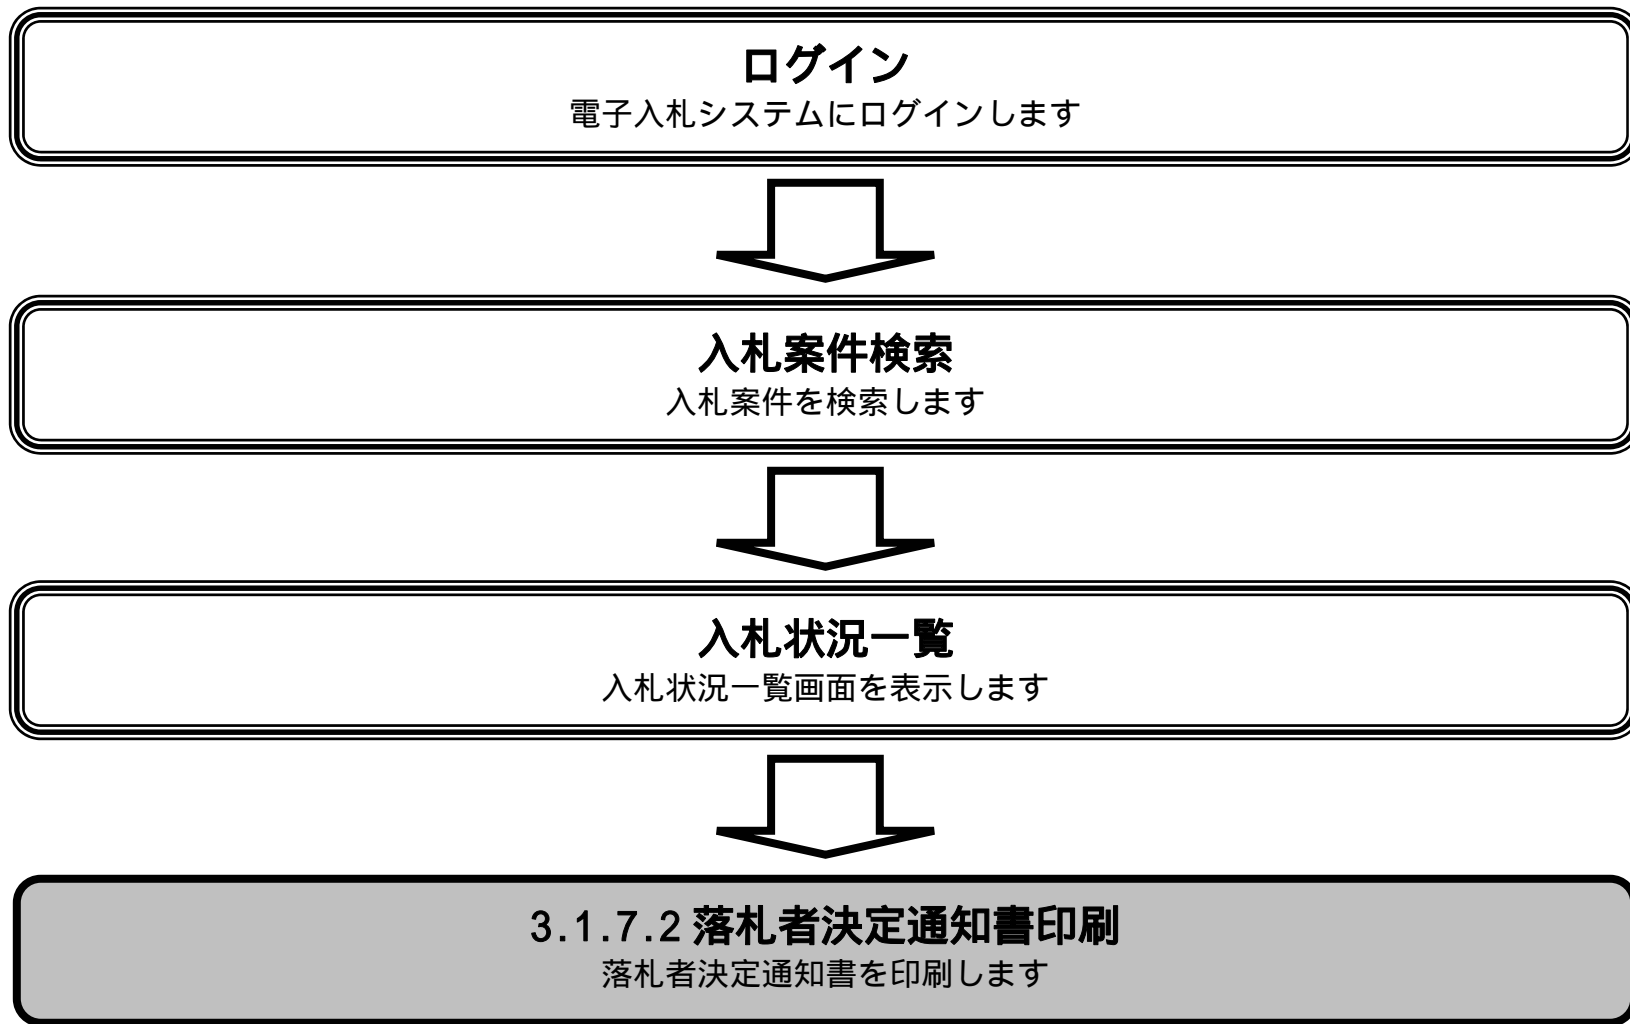 ログイン
電子入札システムにログインします
入札案件検索
入札案件を検索します
入札状況一覧
入札状況一覧画面を表示します
3.1.7.2 落札者決定通知書印刷
落札者決定通知書を印刷します